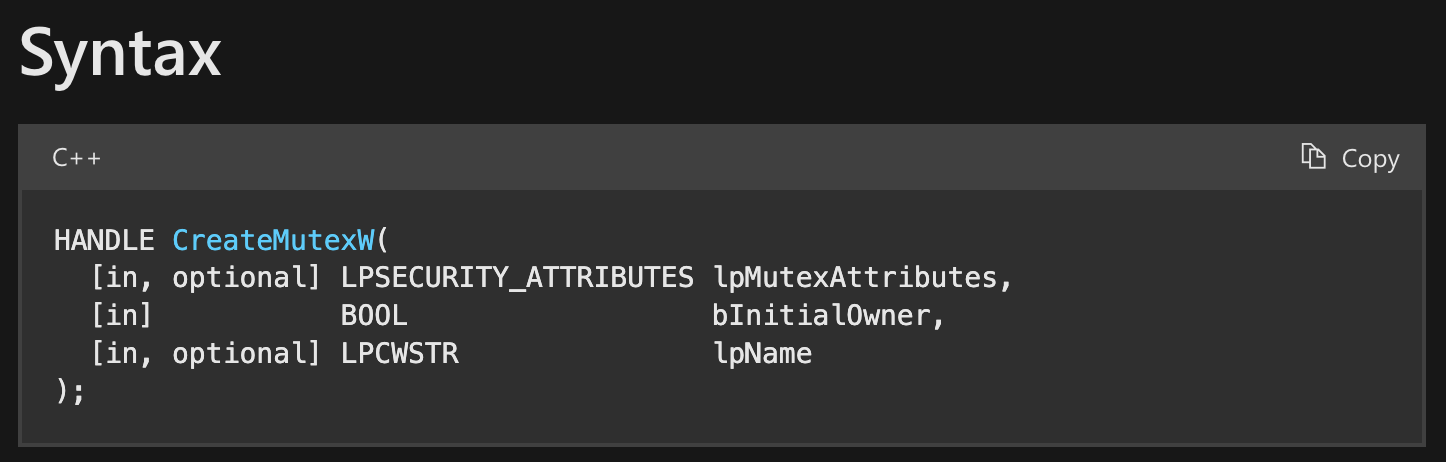 Syntax
C++
Copy
HANDLE CreateMutexW(
  [in, optional] LPSECURITY_ATTRIBUTES lpMutexAttributes,
  [in]           BOOL                  bInitialOwner,
  [in, optional] LPCWSTR               lpName
);